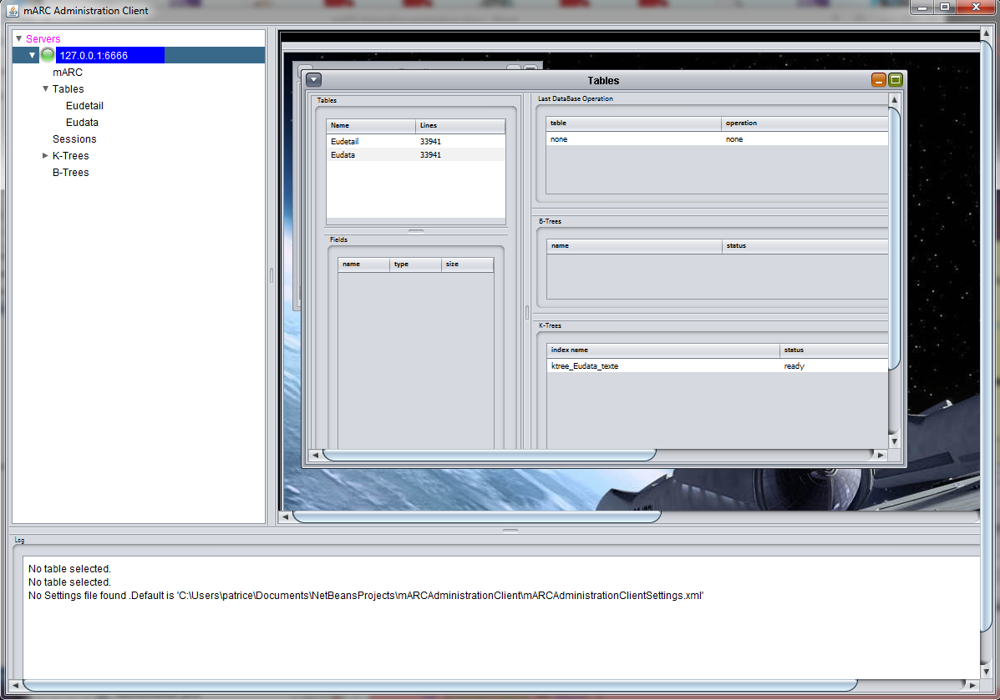 mARC Administration Client
Servers
127.0.0.1:6666
mARC
Tables
Eudetail
Eudata
Sessions
K-Trees
B-Trees
Tables
Tables
Name Lines
Eudetail 33941
Eudata 33941
Fields
name type size
Last DataBase Operation
table operation
none none
B-Trees
name status
K-Trees
index name status
ktree_Eudata_texte ready
Log
No table selected.
No table selected.
No Settings file found .Default is 'C:\Users\patrice\Documents\NetBeansProjects\mARCAdministrationClient\mARCAdministrationClientSettings.xml'